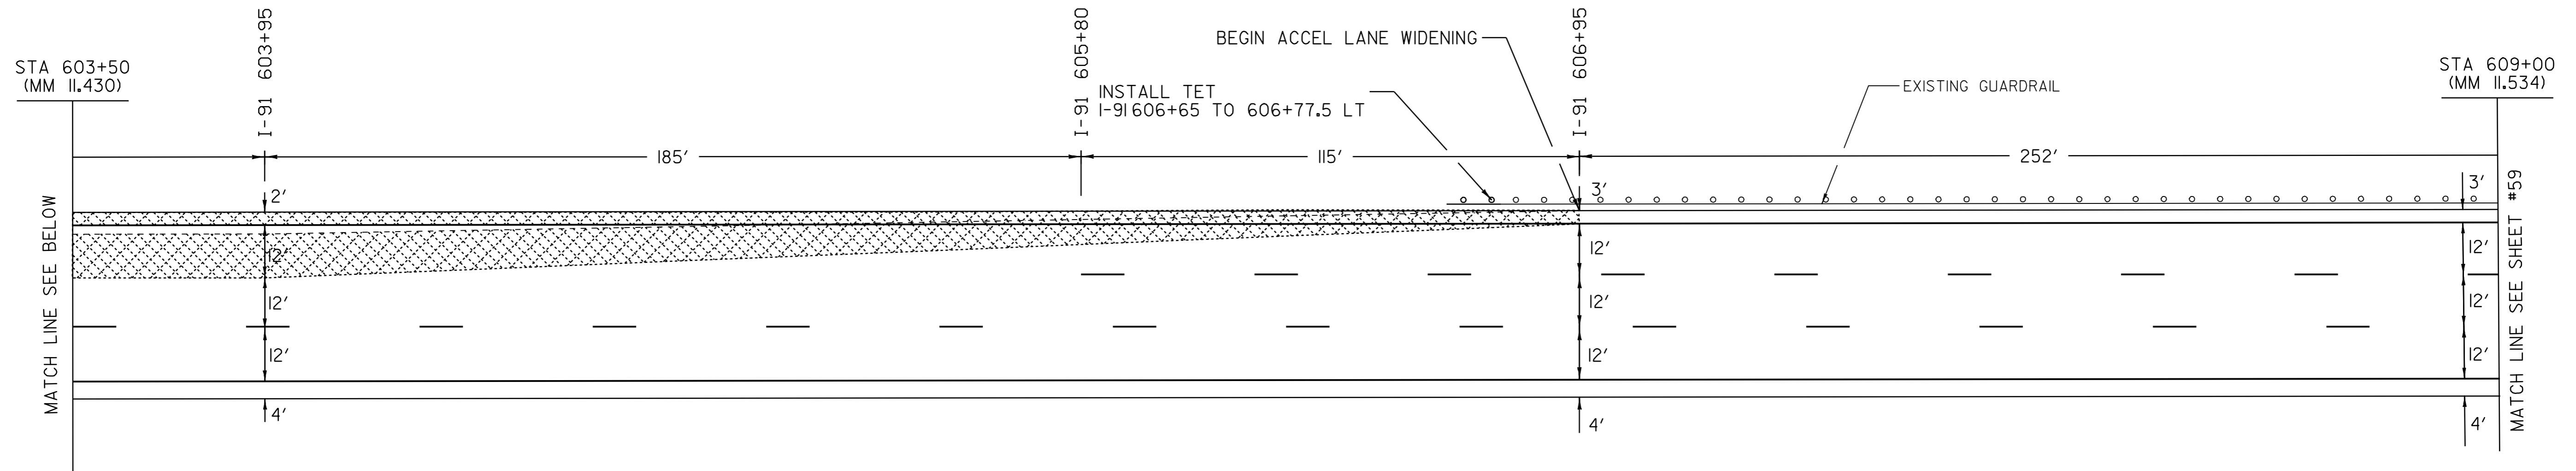 STA 603+50
(MM 11.430)
I-91 603+95
I-91 605+80
BEGIN ACCEL LANE WIDENING
I-91 606+95
STA 609+00
(MM 11.534)
INSTALL TET
I-91 606+65 TO 606+77.5 LT
EXISTING GUARDRAIL
185'
115'
252'
MATCH LINE SEE BELOW
2'
12'
12'
12'
4'
3'
12'
12'
12'
4'
3'
12'
12'
12'
4'
MATCH LINE SEE SHEET #59